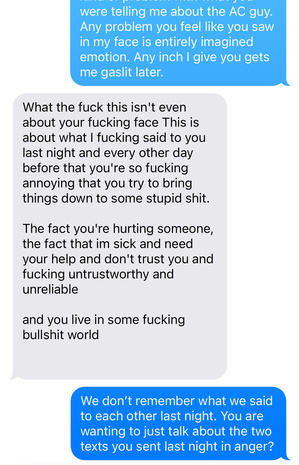 were telling me about the AC guy.
Any problem you feel like you saw
in my face is entirely imagined
emotion. Any inch I give you gets
me gaslit later.
What the fuck this isn't even
about your fucking face This is
about what I fucking said to you
last night and every other day
before that you're so fucking
annoying that you try to bring
things down to some stupid shit.
The fact you're hurting someone,
the fact that im sick and need
your help and don't trust you and
fucking untrustworthy and
unreliable
and you live in some fucking
bullshit world
We don't remember what we said
to each other last night. You are
wanting to just talk about the two
texts you sent last night in anger?